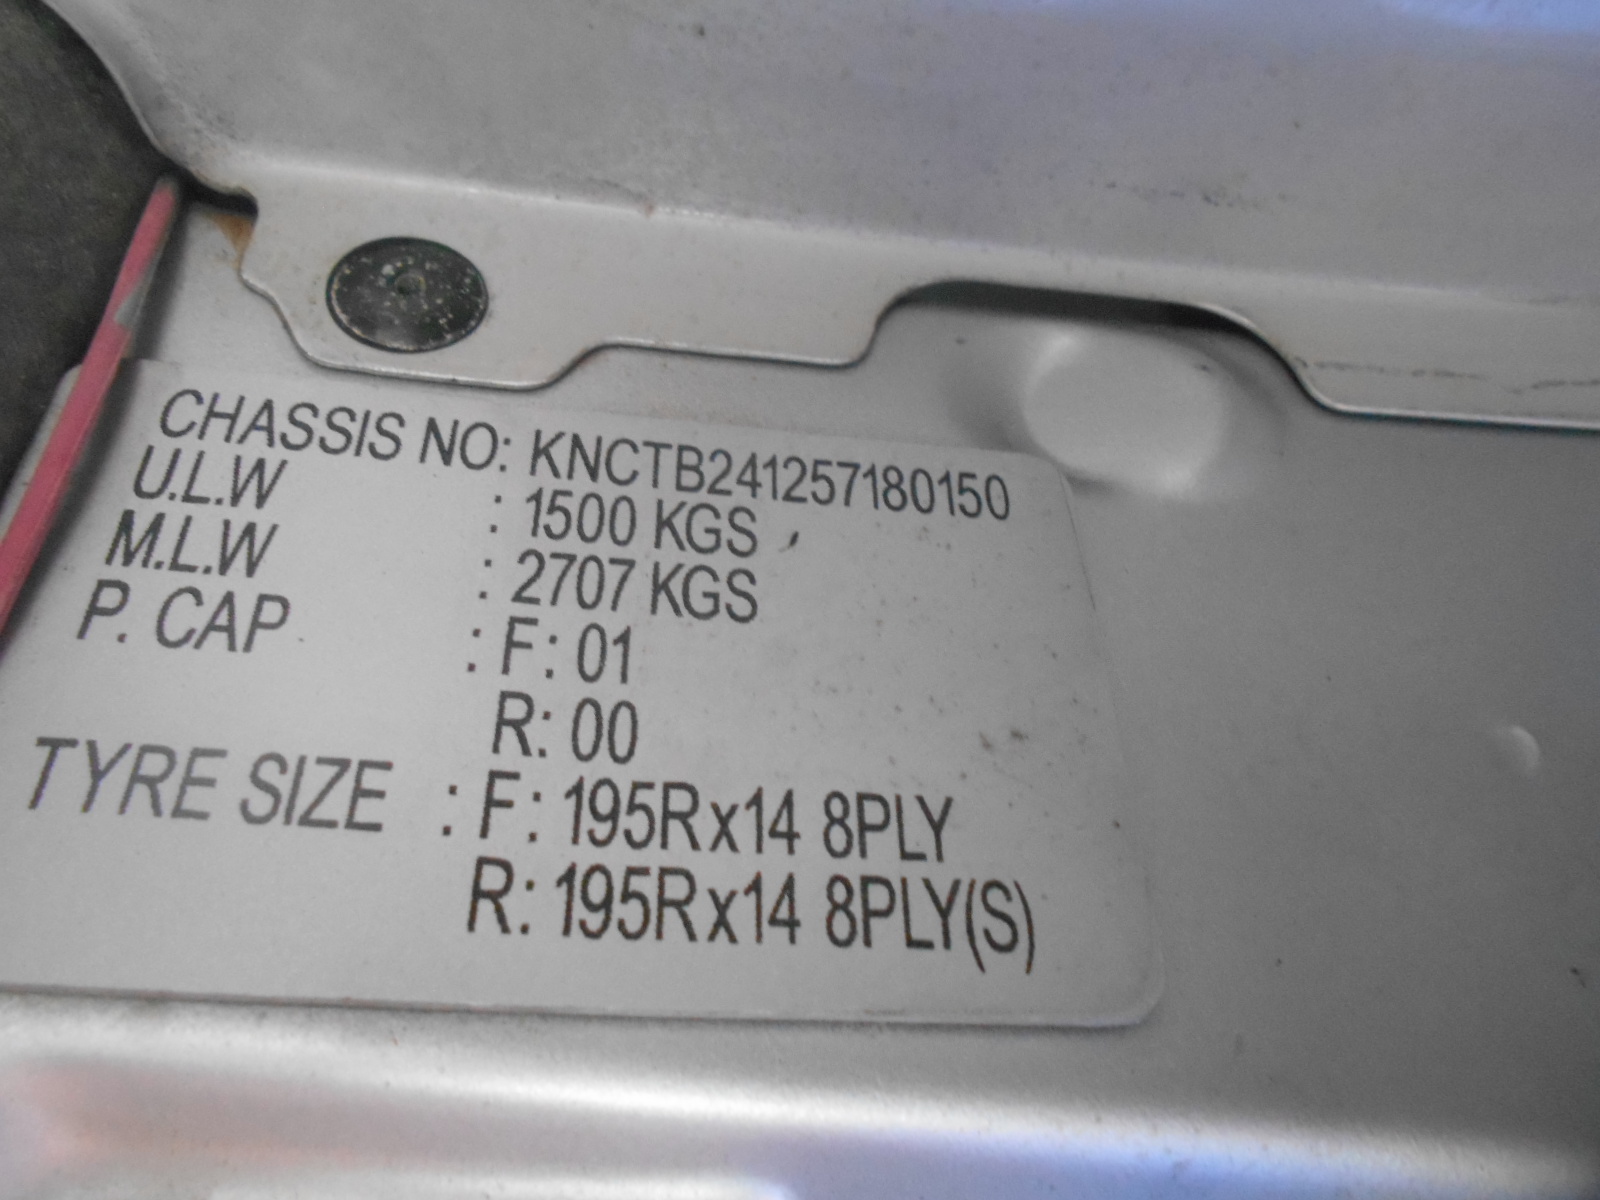 CHASSIS NO: KNCTB241257180150
U.L.W : 1500 KGS
M.L.W : 2707 KGS
P. CAP : F: 01
R: 00
TYRE SIZE : F: 195Rx14 8PLY
R: 195Rx14 8PLY(S)